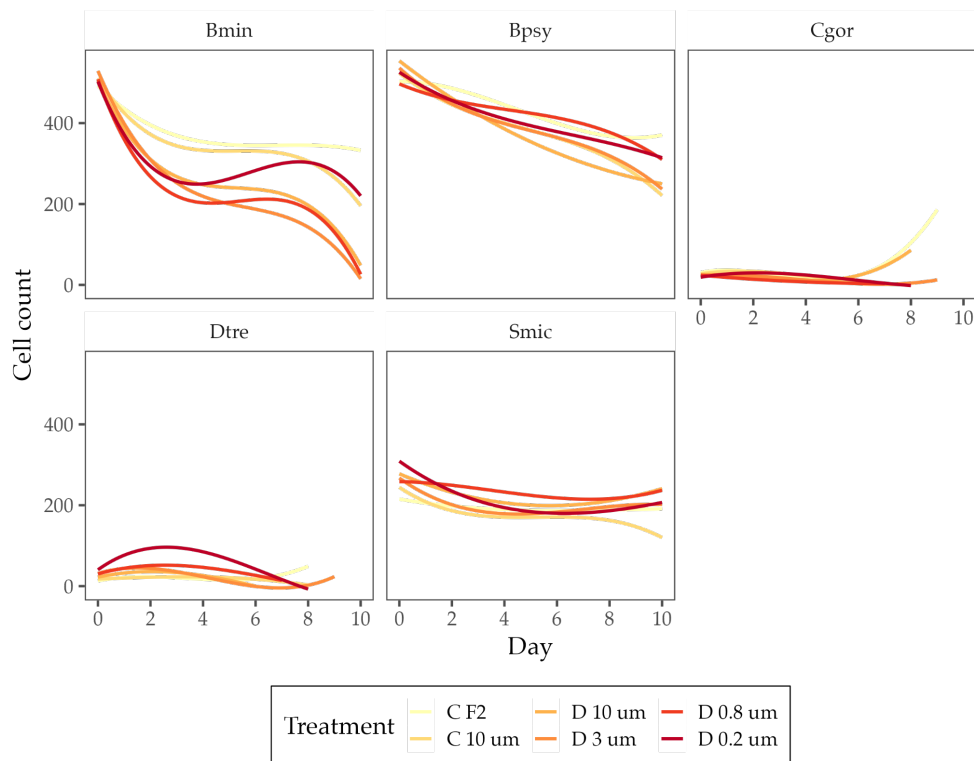 Bmin Bpsy Cgor
400
200
0
0 2 4 6 8 10
Cell count
Dtre Smic
400
200
0
0 2 4 6 8 10 0 2 4 6 8 10
Day
Treatment
C F2 D 10 um D 0.8 um
C 10 um D 3 um D 0.2 um